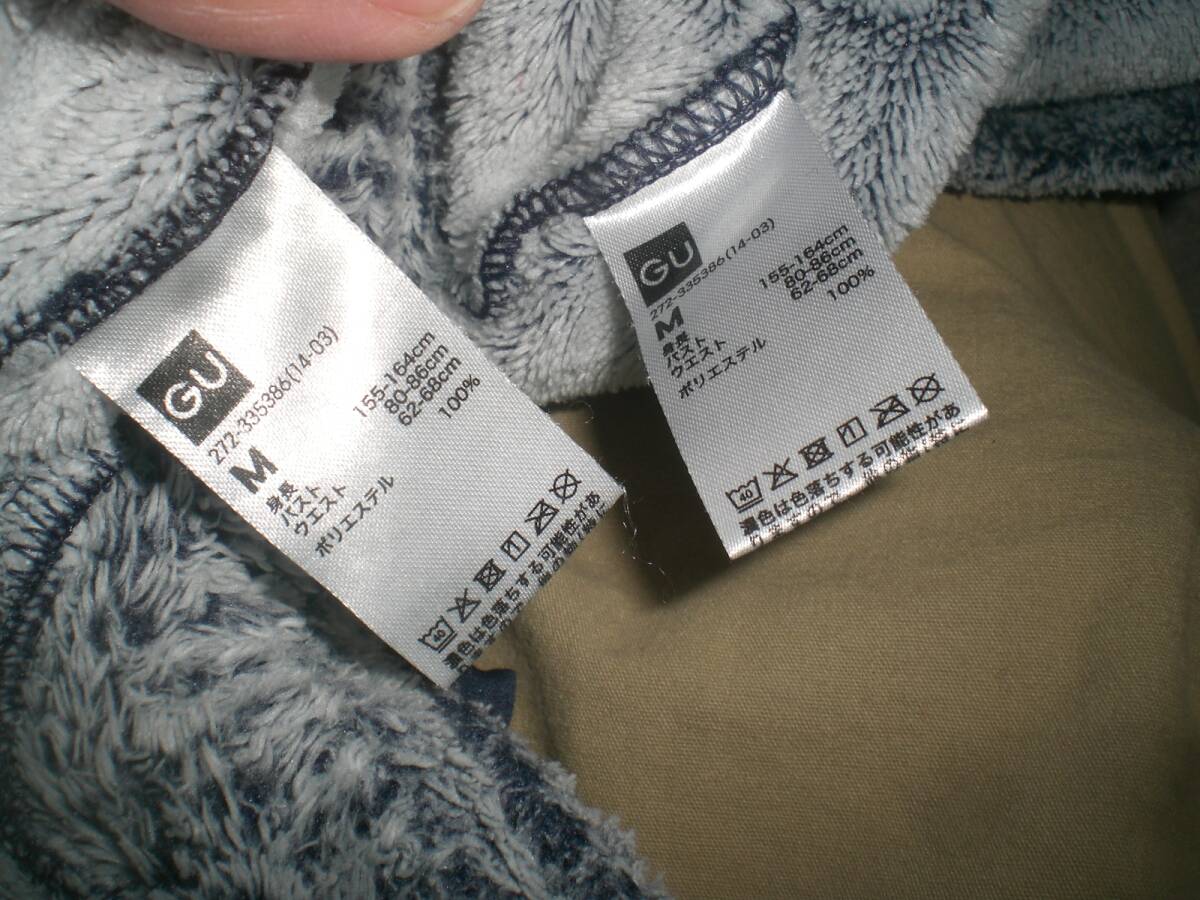 GU
272-335386(14-03)
M
身長 155-164cm
バスト 80-86cm
ウエスト 62-68cm
ポリエステル 100%
40
濃色は色落ちする可能性があ
GU
272-335386(14-03)
M
身長 155-164cm
バスト 80-86cm
ウエスト 62-68cm
ポリエステル 100%
40
濃色は色落ちする可能性があ